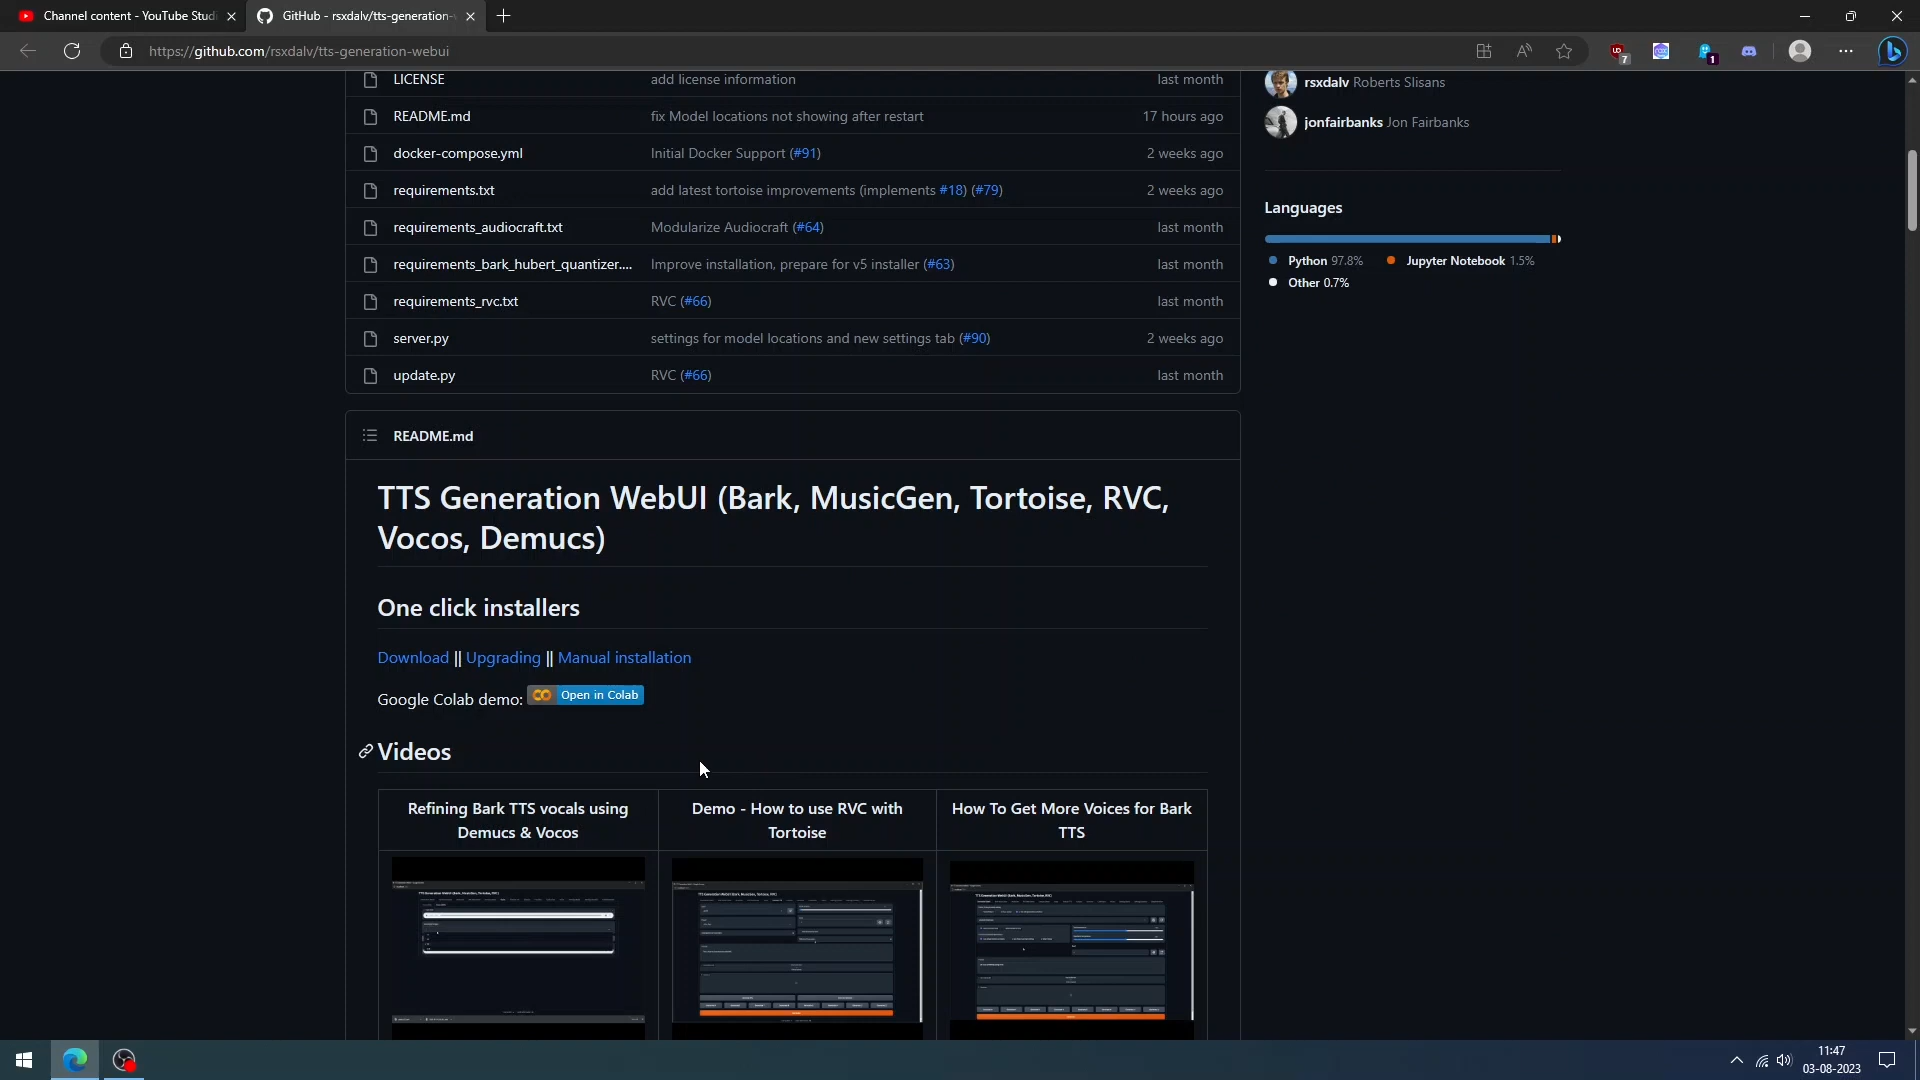 Channel content - YouTube Studi
GitHub - rsxdalv/tts-generation-
https://github.com/rsxdalv/tts-generation-webui
7
1
LICENSE add license information last month
README.md fix Model locations not showing after restart 17 hours ago
docker-compose.yml Initial Docker Support (#91) 2 weeks ago
requirements.txt add latest tortoise improvements (implements #18) (#79) 2 weeks ago
requirements_audiocraft.txt Modularize Audiocraft (#64) last month
requirements_bark_hubert_quantizer.... Improve installation, prepare for v5 installer (#63) last month
requirements_rvc.txt RVC (#66) last month
server.py settings for model locations and new settings tab (#90) 2 weeks ago
update.py RVC (#66) last month
rsxdalv Roberts Slisans
jonfairbanks Jon Fairbanks
Languages
Python 97.8% Jupyter Notebook 1.5%
Other 0.7%
README.md
TTS Generation WebUI (Bark, MusicGen, Tortoise, RVC,
Vocos, Demucs)
One click installers
Download || Upgrading || Manual installation
Google Colab demo: Open in Colab
Videos
Refining Bark TTS vocals using
Demucs & Vocos
Demo - How to use RVC with
Tortoise
How To Get More Voices for Bark
TTS
11:47
03-08-2023